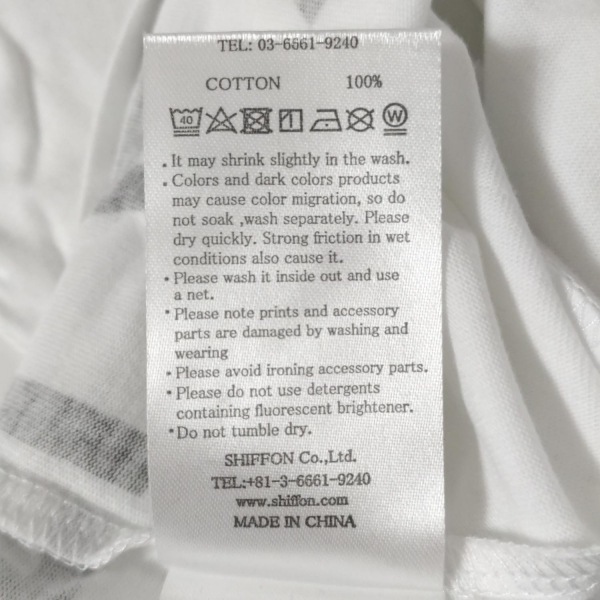 TEL: 03-6661-9240
COTTON 100%
40 W
. It may shrink slightly in the wash.
. Colors and dark colors products
may cause color migration, so do
not soak ,wash separately. Please
dry quickly. Strong friction in wet
conditions also cause it.
• Please wash it inside out and use
a net.
• Please note prints and accessory
parts are damaged by washing and
wearing
• Please avoid ironing accessory parts.
• Please do not use detergents
containing fluorescent brightener.
• Do not tumble dry.
SHIFFON Co.,Ltd.
TEL:+81-3-6661-9240
www.shiffon.com
MADE IN CHINA